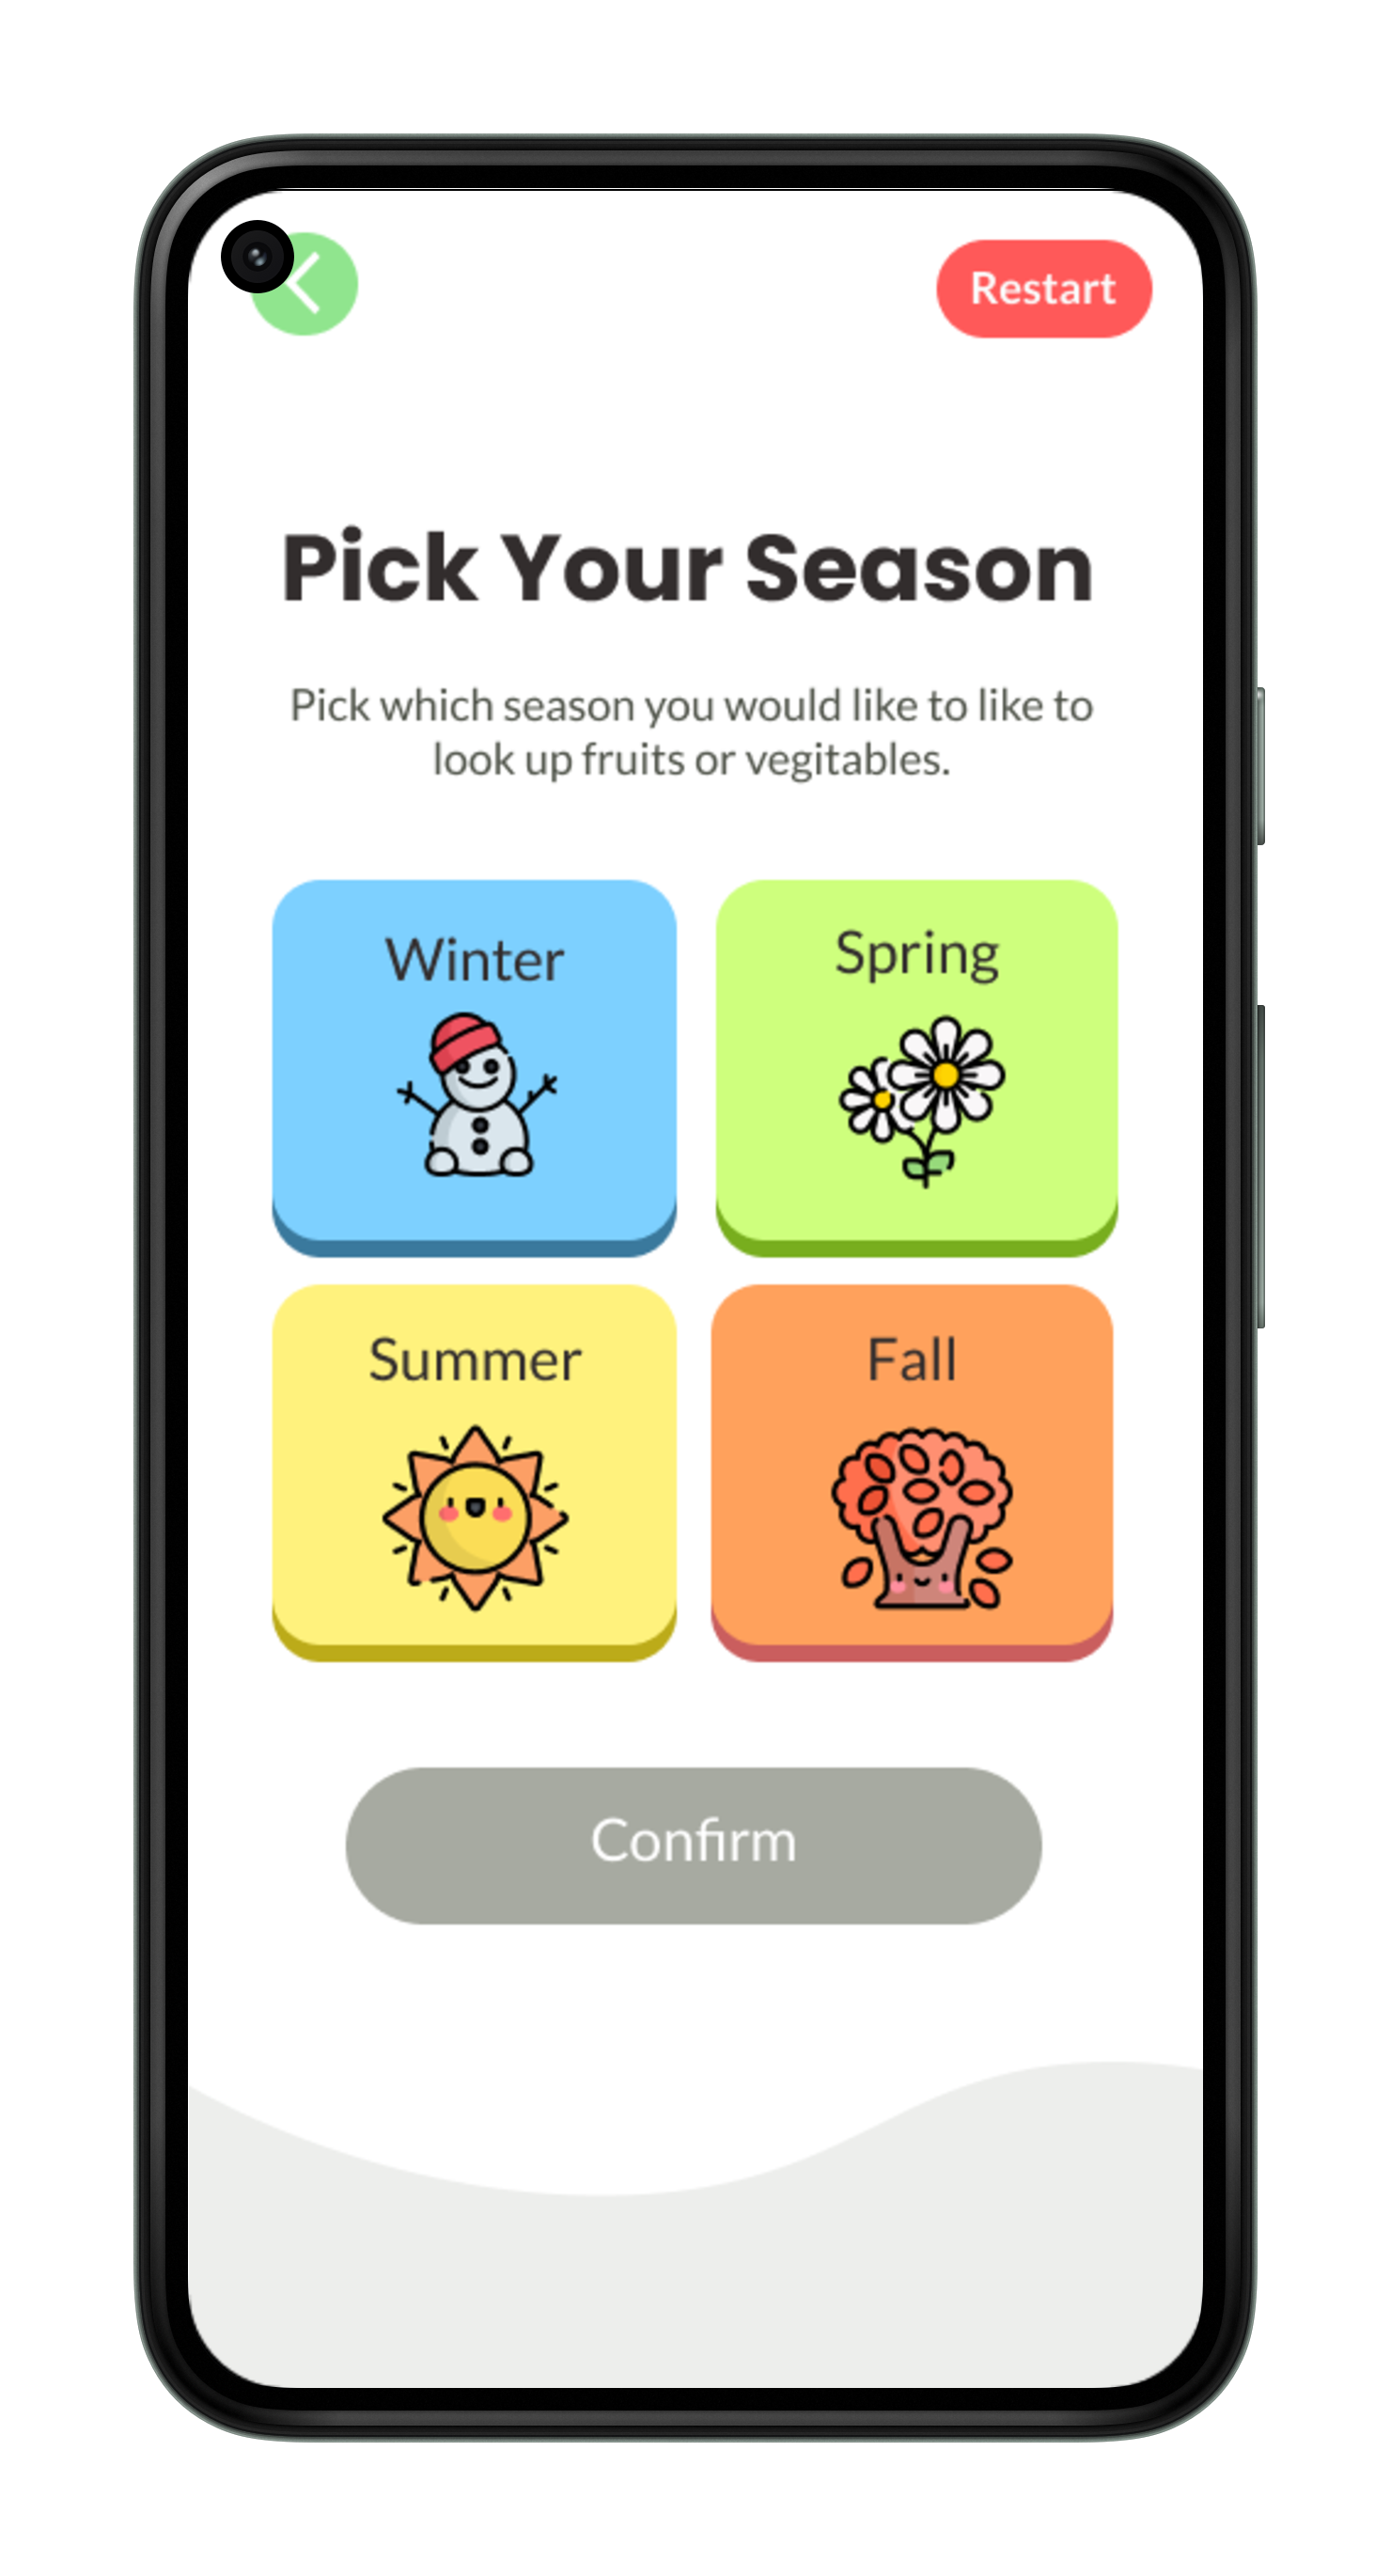 Restart
Pick Your Season
Pick which season you would like to like to
look up fruits or vegitables.
Winter
Spring
Summer
Fall
Confirm